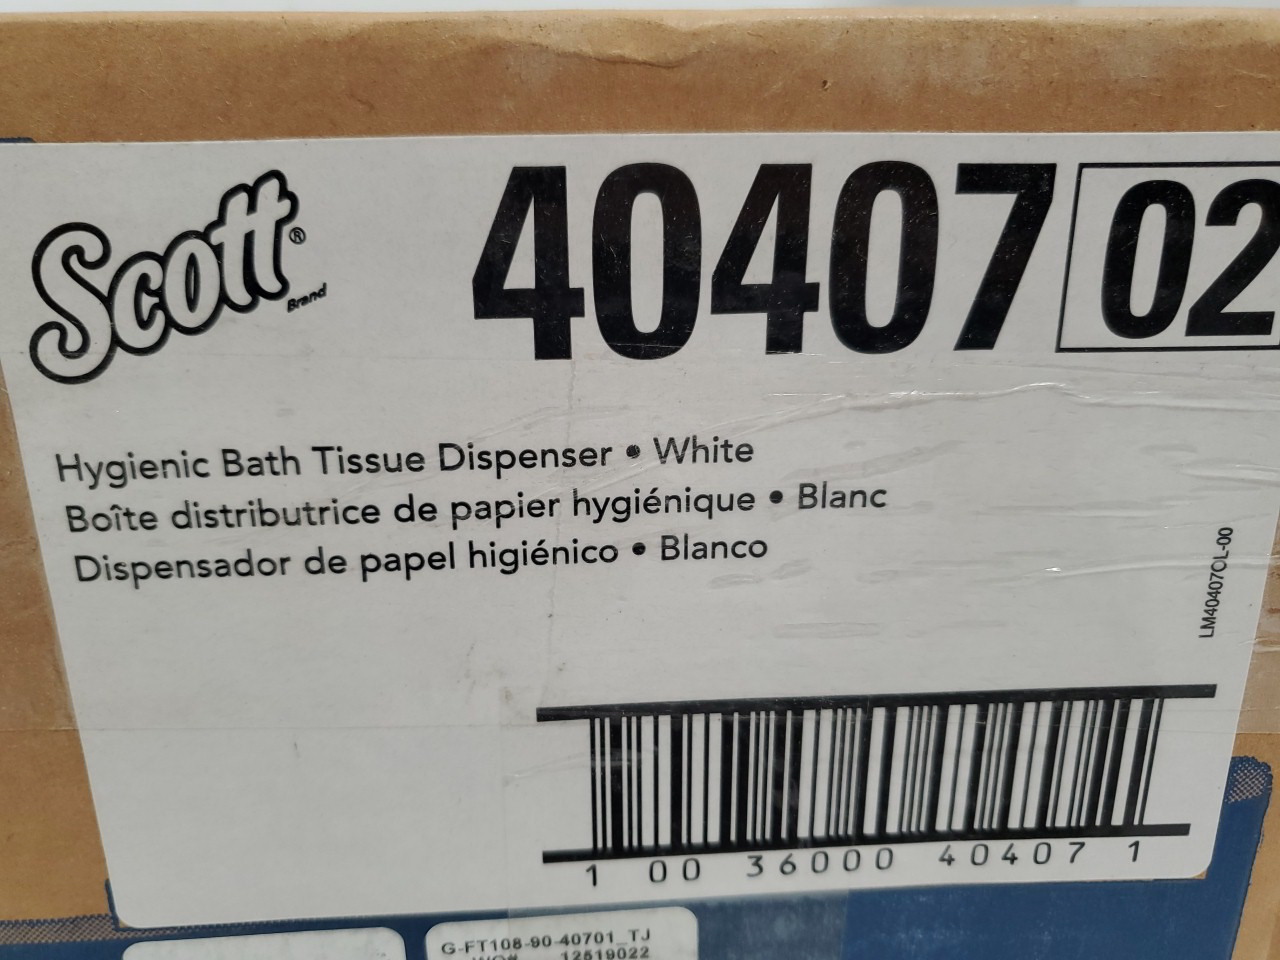 Scott® Brand
40407 02
Hygienic Bath Tissue Dispenser • White
Boîte distributrice de papier hygiénique • Blanc
Dispensador de papel higiénico • Blanco
LM40407OL-00
1 00 36000 40407 1
G-FT108-90-40701_TJ
WO# 12519022